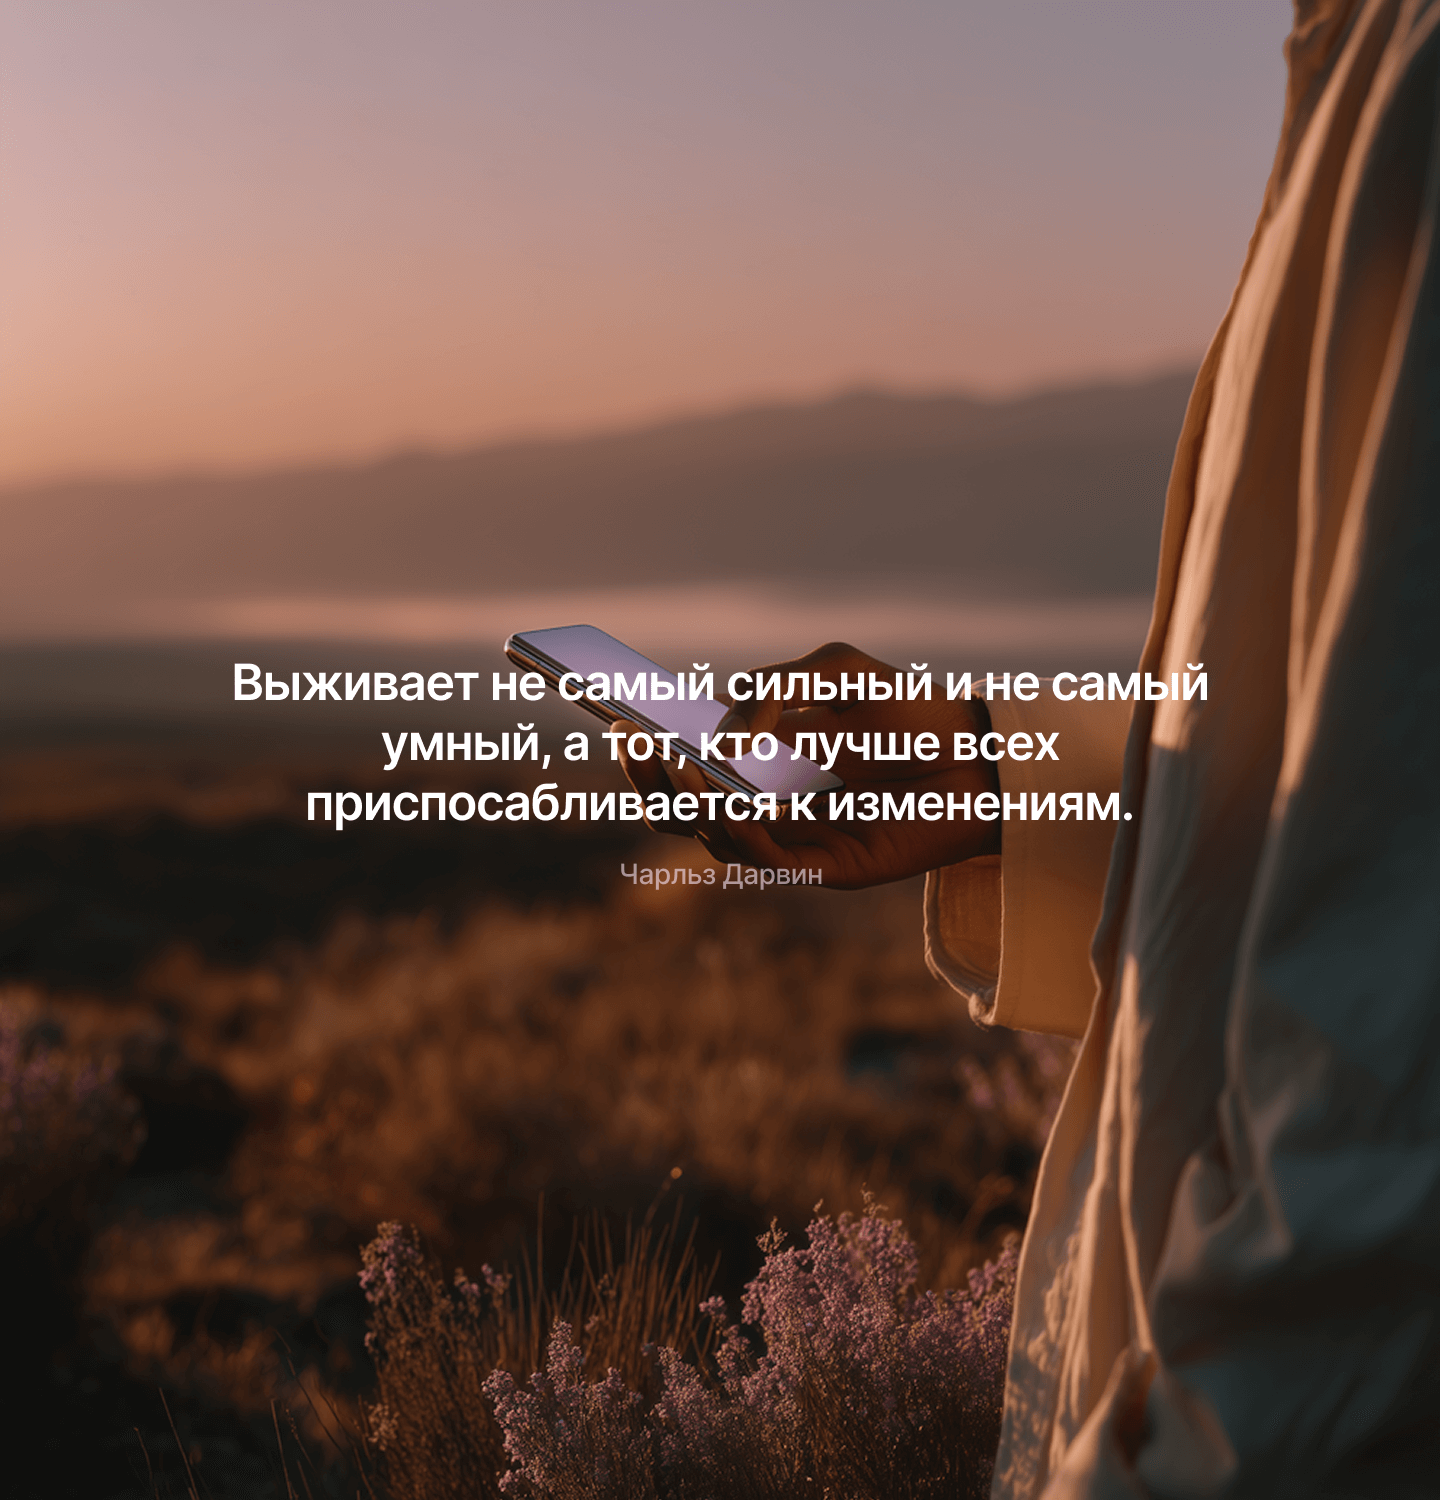 Выживает не самый сильный и не самый
умный, а тот, кто лучше всех
приспосабливается к изменениям.
Чарльз Дарвин